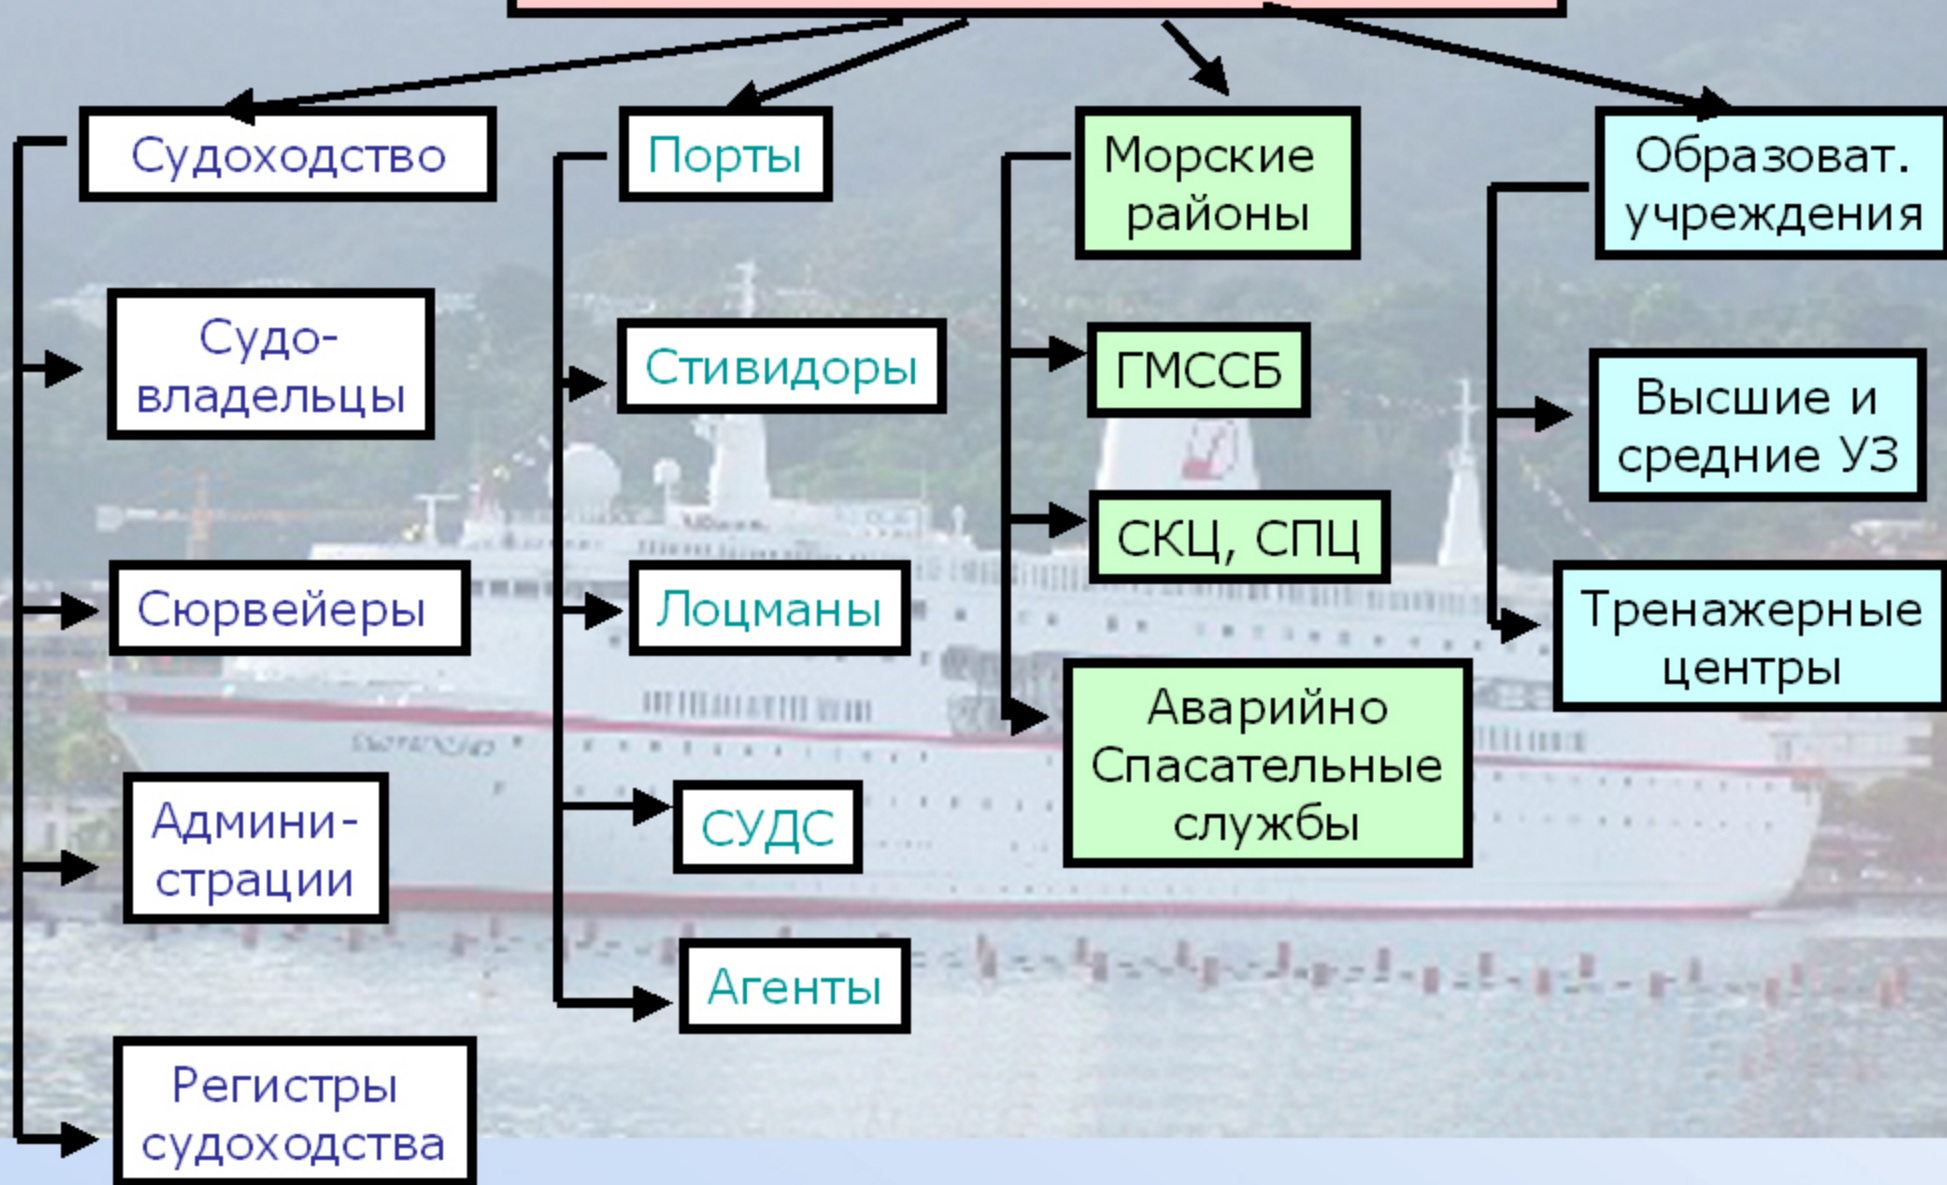 Судоходство
Судо-
владельцы
Сюрвейеры
Админи-
страции
Регистры
судоходства
Порты
Стивидоры
Лоцманы
СУДС
Агенты
Морские
районы
ГМССБ
СКЦ, СПЦ
Аварийно
Спасательные
службы
Образоват.
учреждения
Высшие и
средние УЗ
Тренажерные
центры